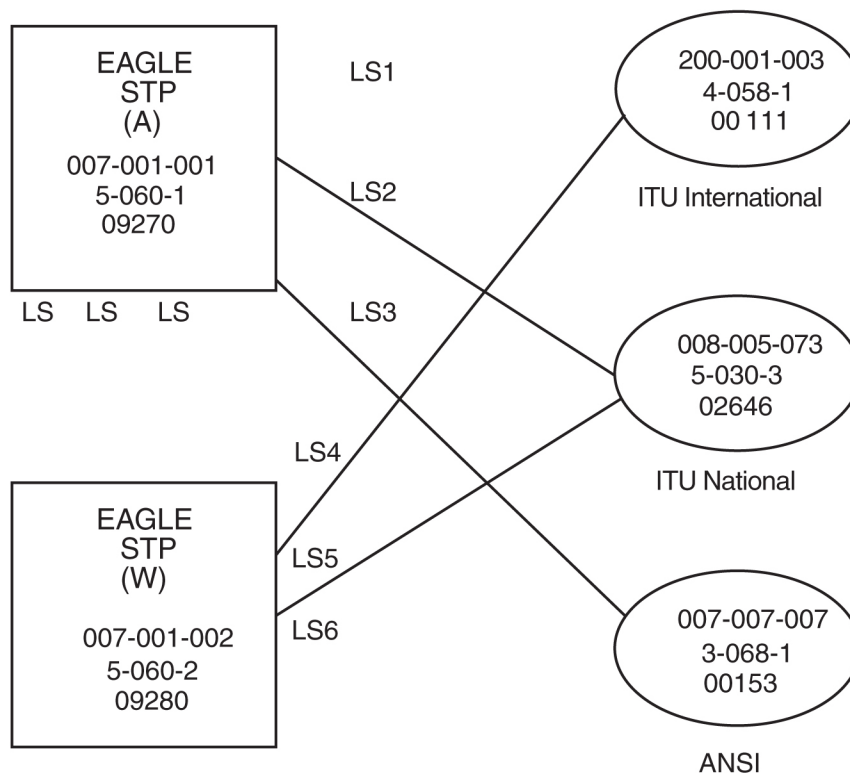 EAGLE
STP
(A)
007-001-001
5-060-1
09270
LS LS LS
LS1
LS2
LS3
200-001-003
4-058-1
00 111
ITU International
008-005-073
5-030-3
02646
ITU National
EAGLE
STP
(W)
007-001-002
5-060-2
09280
LS4
LS5
LS6
007-007-007
3-068-1
00153
ANSI